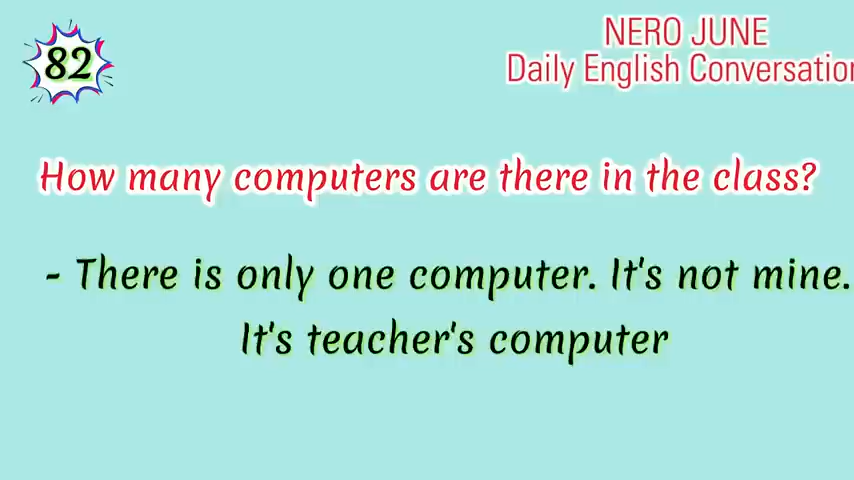 82
NERO JUNE
Daily English Conversation
How many computers are there in the class?
- There is only one computer. It's not mine.
It's teacher's computer